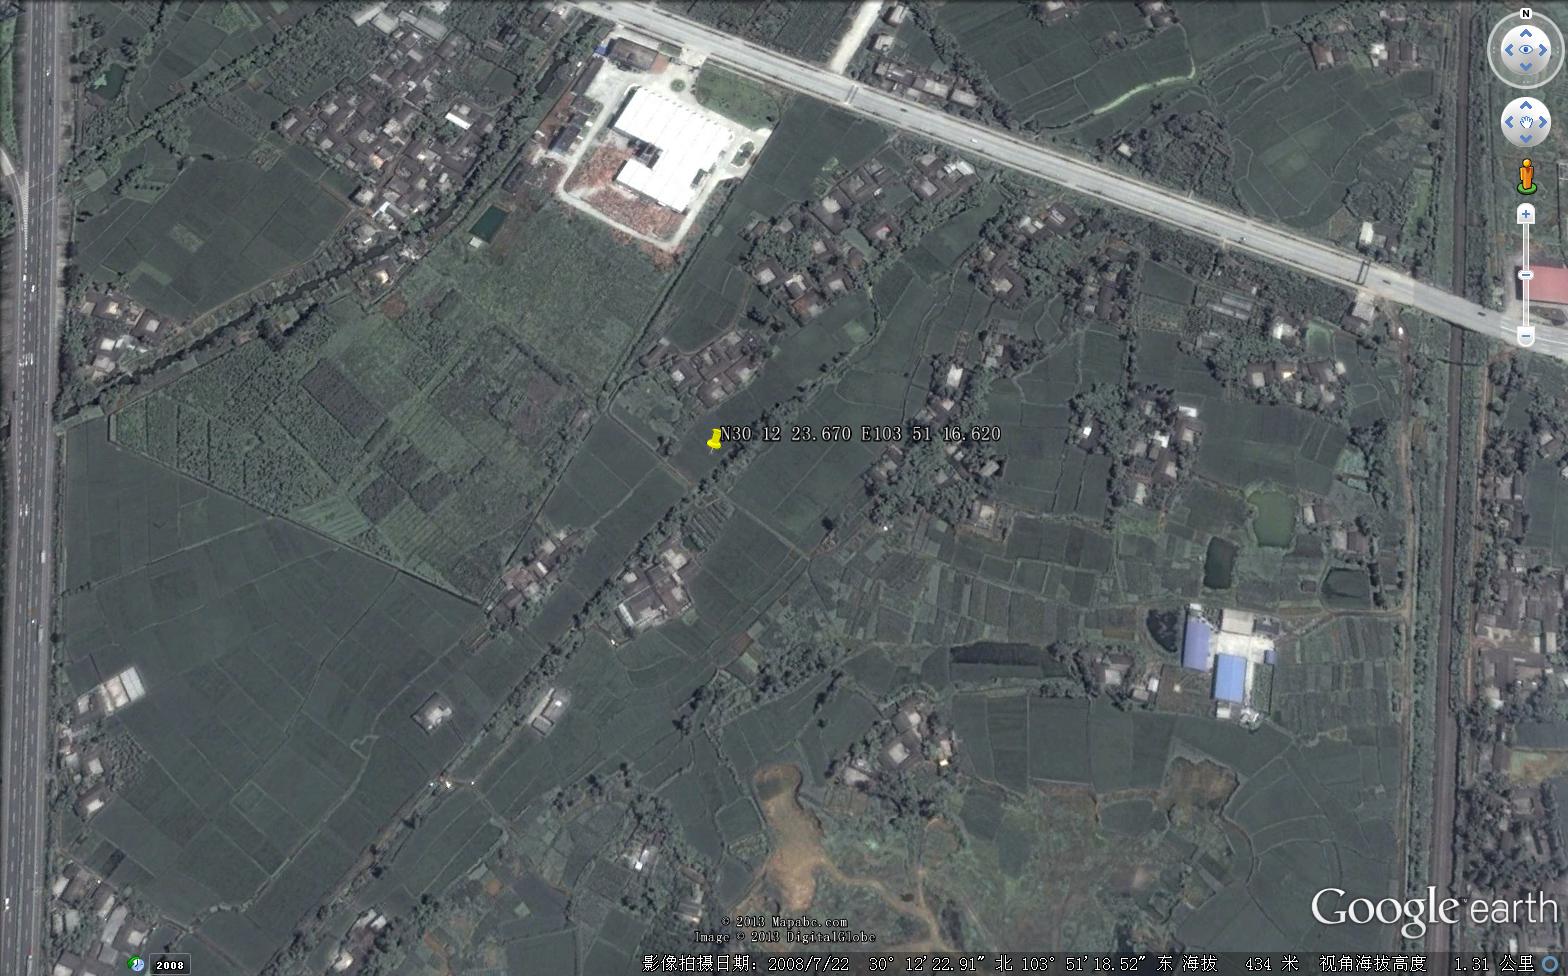 N
N30 12 23.670 E103 51 16.620
Google earth
© 2013 Mapabc.com
Image © 2013 DigitalGlobe
2008
影像拍摄日期: 2008/7/22 30° 12'22.91" 北 103° 51'18.52" 东 海拔 434 米 视角海拔高度 1.31 公里